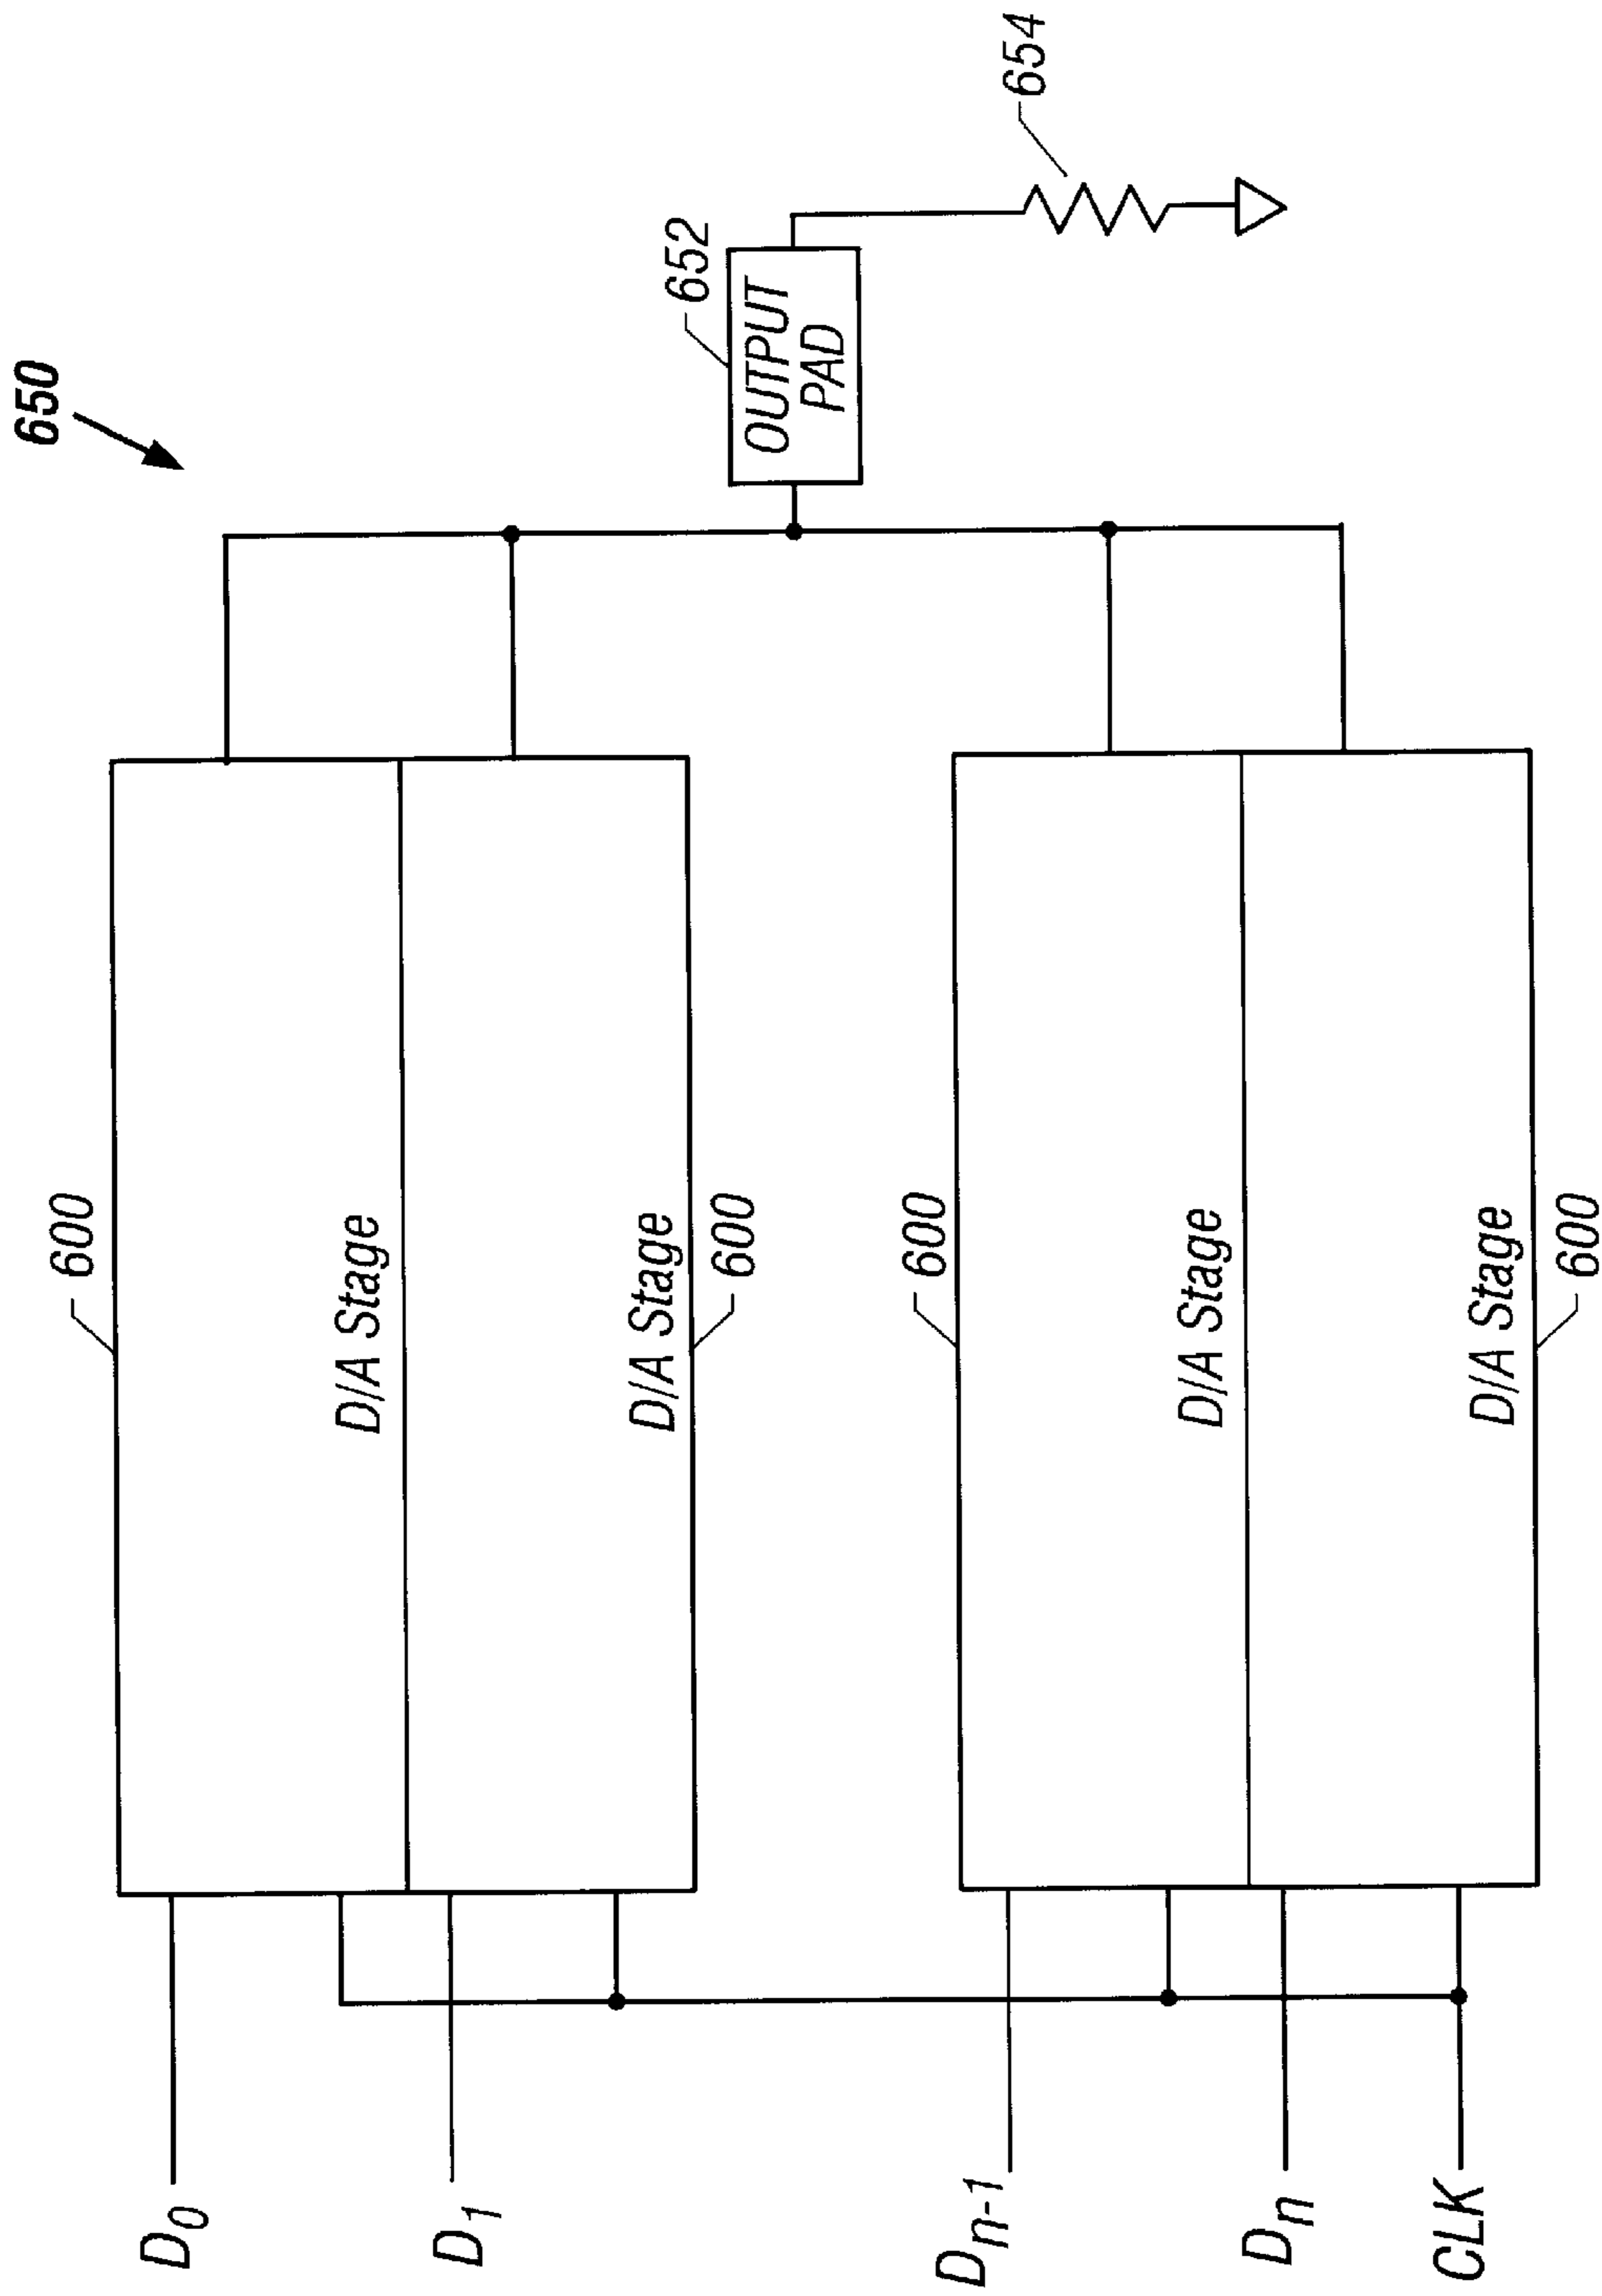 650
600
D/A Stage
D/A Stage
600
600
D/A Stage
D/A Stage
600
D0
D1
Dn-1
Dn
CLK
652
OUTPUT
PAD
654